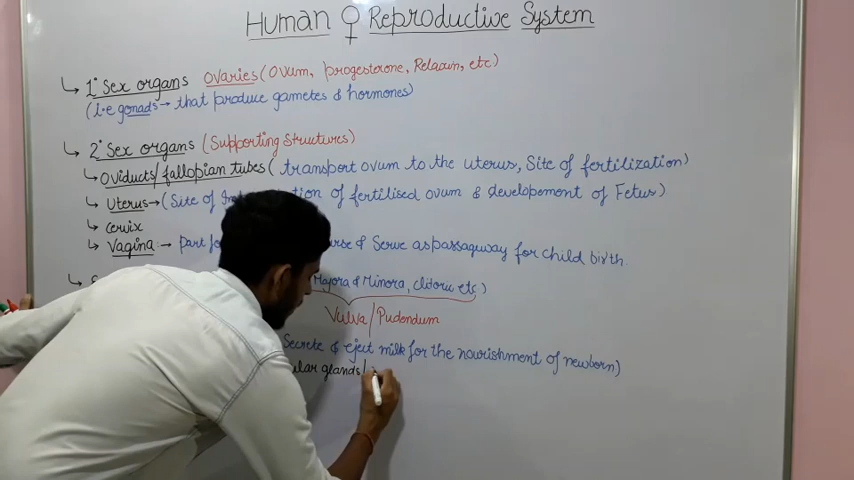 Human ♀ Reproductive System
↳ 1° Sex organs Ovaries (Ovum, progesterone, Relaxin, etc)
(i.e gonads → that produce gametes & hormones)
↳ 2° Sex organs (Supporting Structures)
↳ Oviducts/fallopian tubes ( transport ovum to the uterus, Site of fertilization)
↳ Uterus → (Site of of fertilised ovum & developement of Fetus)
↳ cervix
↳ Vagina → part & Serve as passagway for child birth.
Majora & Minora, clitoru etc)
Vulva/Pudendum
Secrete & eject milk for the nourishment of newborn)
glands/